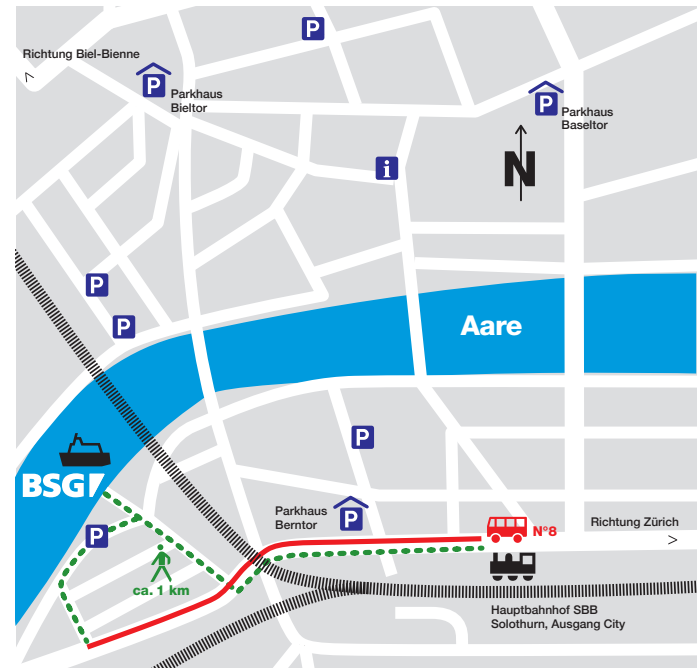 P
Richtung Biel-Bienne
<
P
Parkhaus
Bieltor
P
Parkhaus
Baseltor
N
i
P
P
Aare
BSG
P
Parkhaus
Berntor
P
N°8
Richtung Zürich
>
P
ca. 1 km
Hauptbahnhof SBB
Solothurn, Ausgang City